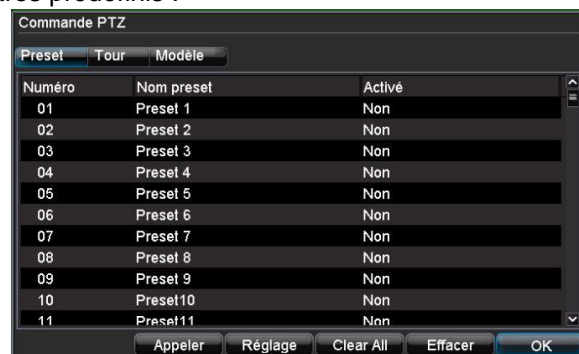 prédéfinis :
Commande PTZ
Preset Tour Modèle
Numéro Nom preset Activé
01 Preset 1 Non
02 Preset 2 Non
03 Preset 3 Non
04 Preset 4 Non
05 Preset 5 Non
06 Preset 6 Non
07 Preset 7 Non
08 Preset 8 Non
09 Preset 9 Non
10 Preset10 Non
11 Preset11 Non
Appeler Réglage Clear All Effacer OK